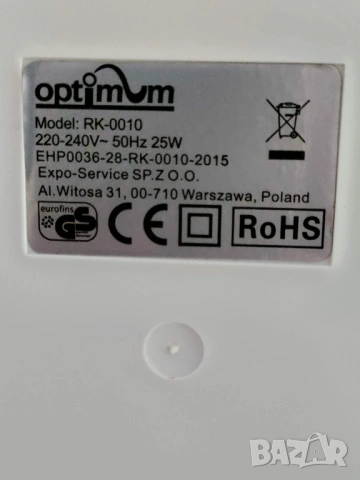 optimum
Model: RK-0010
220-240V~ 50Hz 25W
EHP0036-28-RK-0010-2015
Expo-Service SP.Z O.O.
Al.Witosa 31, 00-710 Warszawa, Poland
eurofins
GS CE RoHS
BAZAR